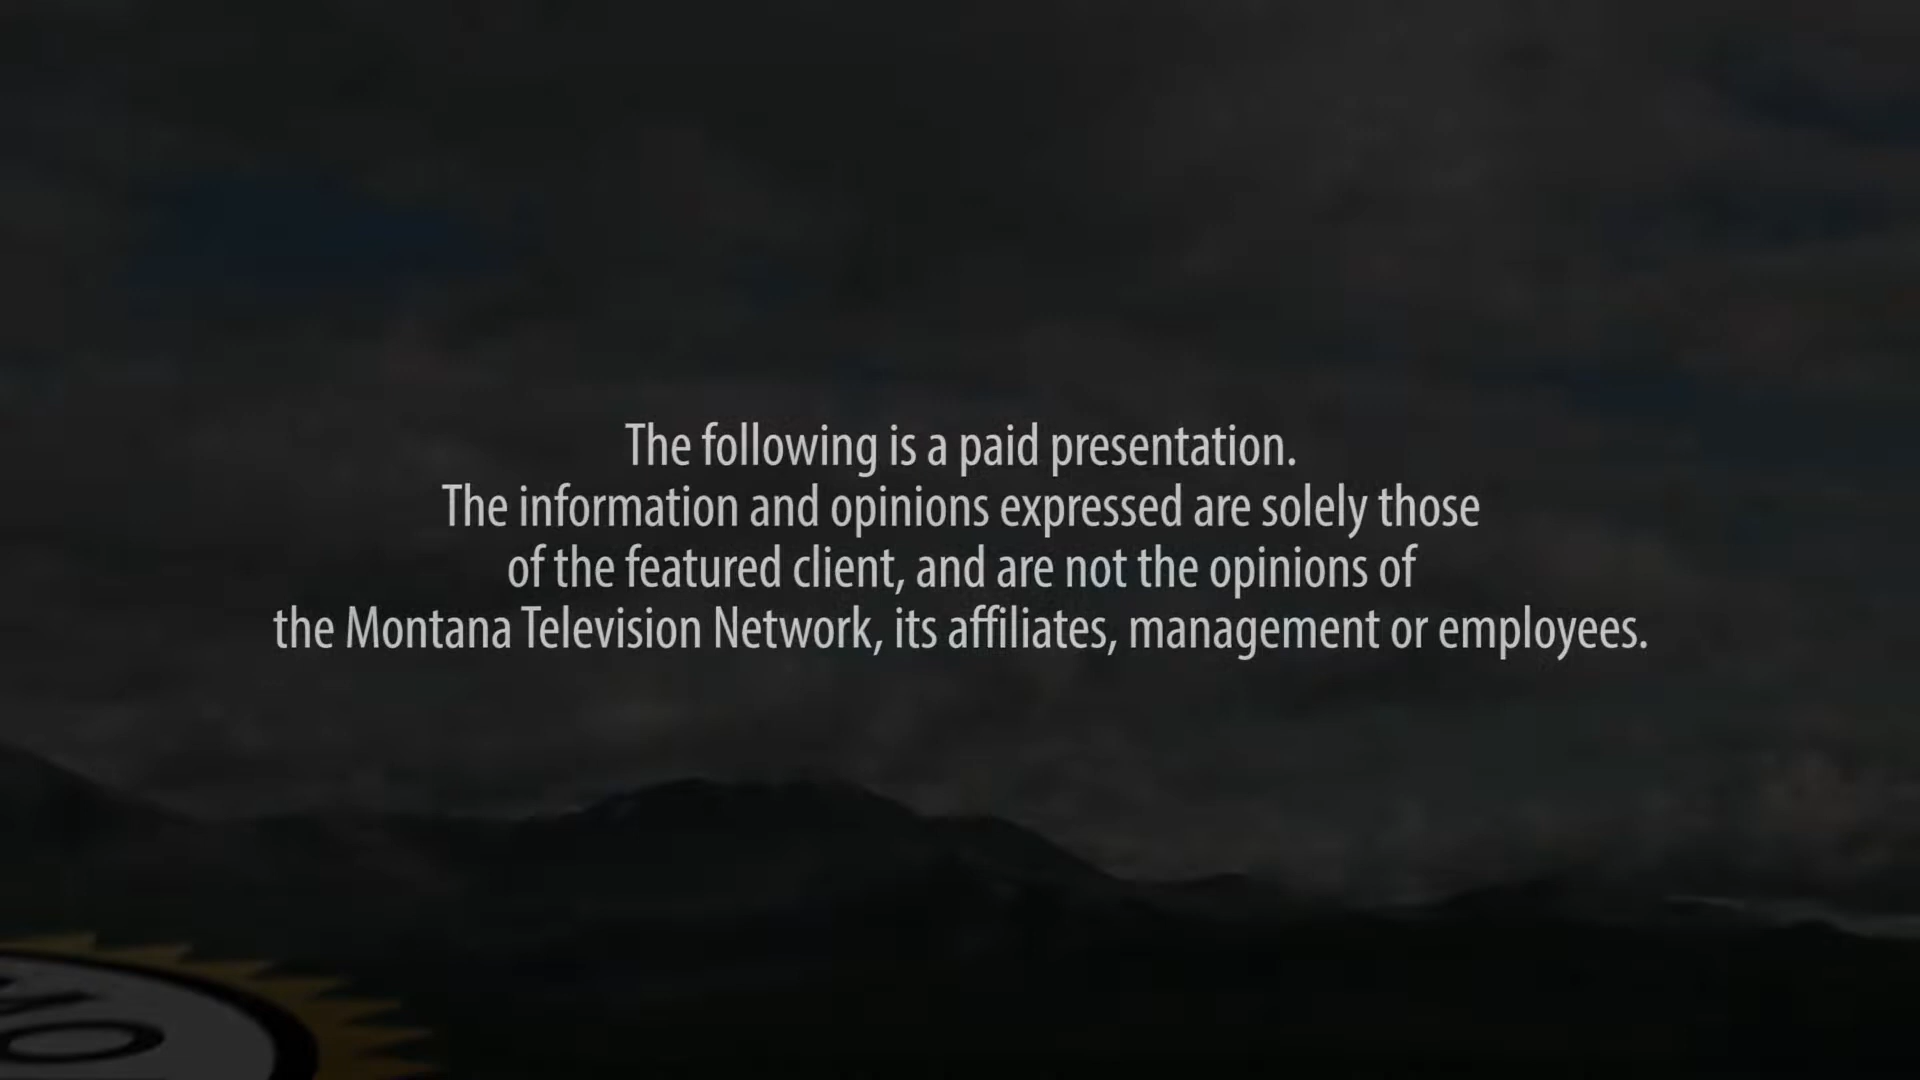 The following is a paid presentation.
The information and opinions expressed are solely those
of the featured client, and are not the opinions of
the Montana Television Network, its affiliates, management or employees.